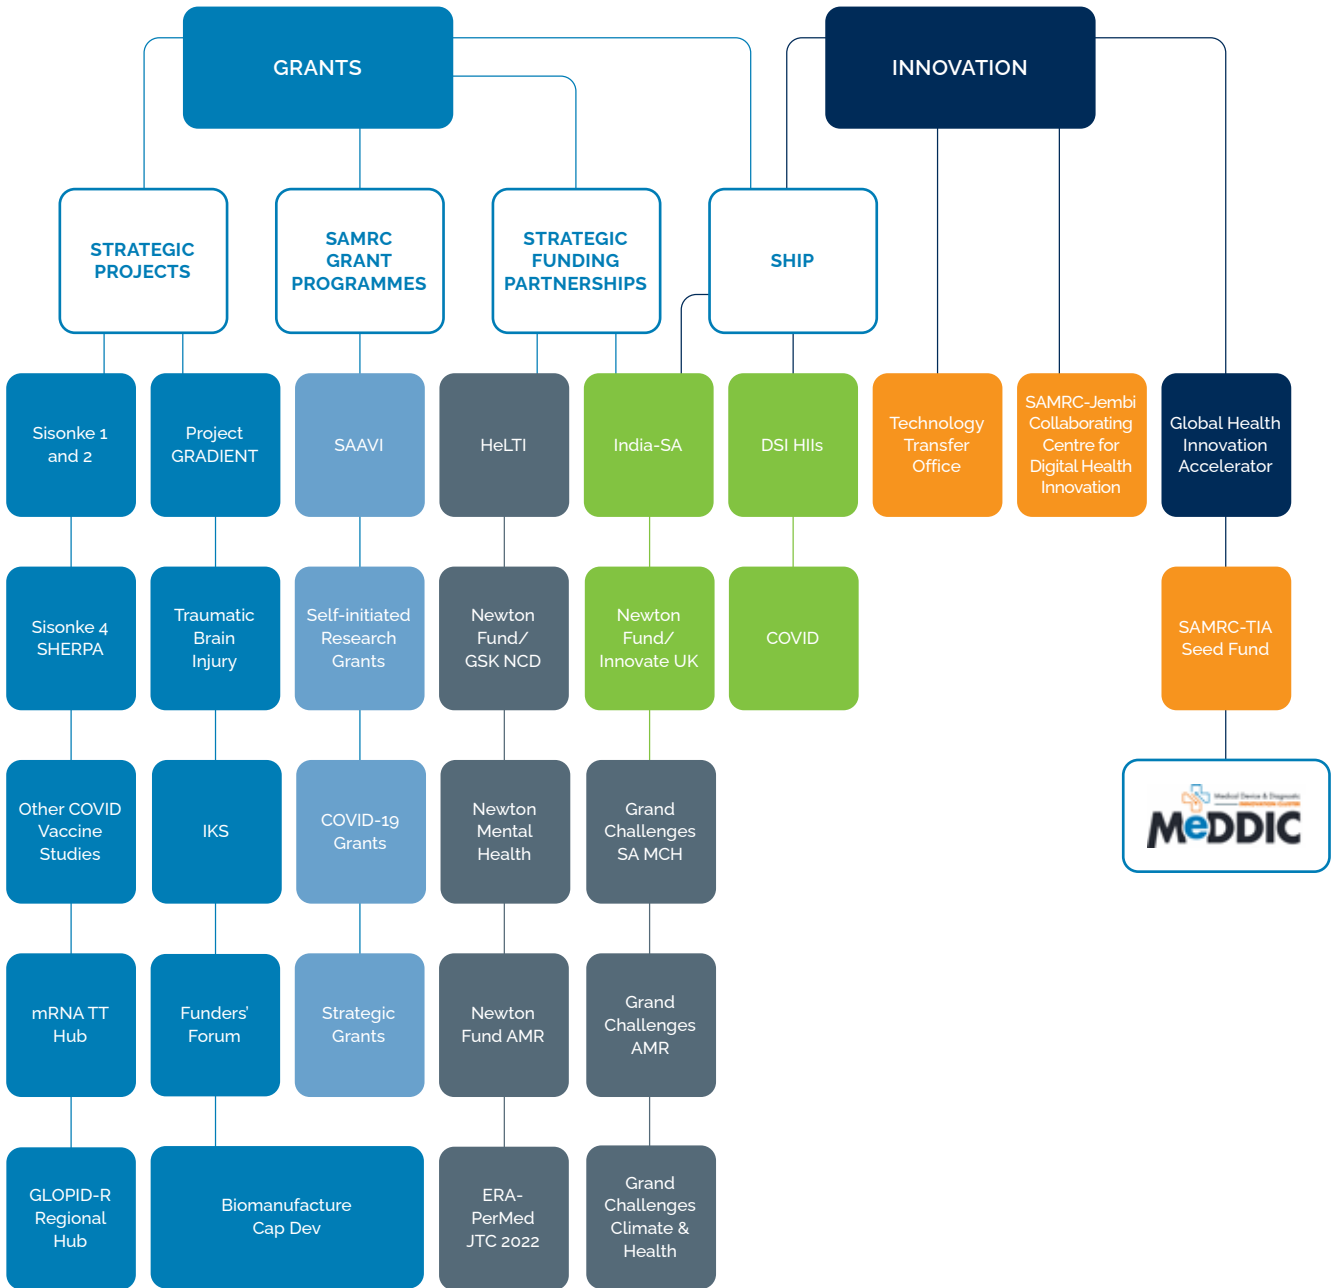 GRANTS
INNOVATION
STRATEGIC
PROJECTS
SAMRC
GRANT
PROGRAMMES
STRATEGIC
FUNDING
PARTNERSHIPS
SHIP
Sisonke 1
and 2
Project
GRADIENT
SAAVI
HeLTI
India-SA
DSI HIIs
Technology
Transfer
Office
SAMRC-Jembi
Collaborating
Centre for
Digital Health
Innovation
Global Health
Innovation
Accelerator
Sisonke 4
SHERPA
Traumatic
Brain
Injury
Self-initiated
Research
Grants
Newton
Fund/
GSK NCD
Newton
Fund/
Innovate UK
COVID
SAMRC-TIA
Seed Fund
Other COVID
Vaccine
Studies
IKS
COVID-19
Grants
Newton
Mental
Health
Grand
Challenges
SA MCH
Medical Device & Diagnostic
INNOVATION CLUSTER
MeDDIC
mRNA TT
Hub
Funders'
Forum
Strategic
Grants
Newton
Fund AMR
Grand
Challenges
AMR
GLOPID-R
Regional
Hub
Biomanufacture
Cap Dev
ERA-
PerMed
JTC 2022
Grand
Challenges
Climate &
Health